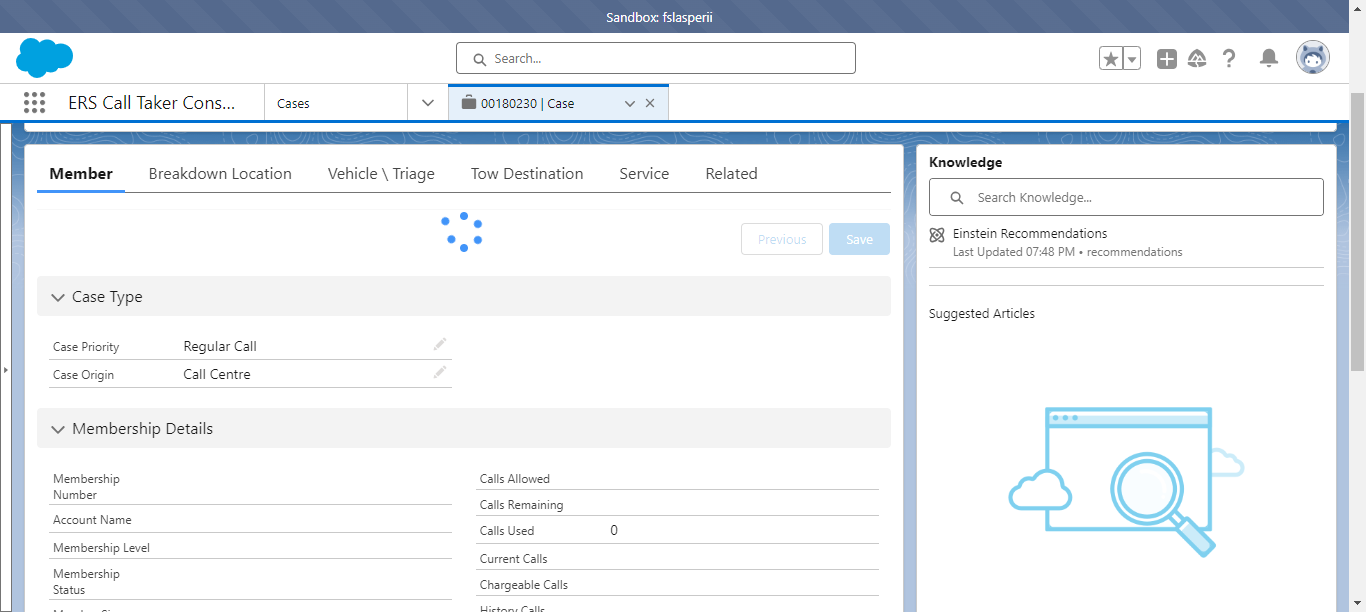 Sandbox: fslasperii
Search...
ERS Call Taker Cons...
Cases
00180230 | Case
Member
Breakdown Location
Vehicle \ Triage
Tow Destination
Service
Related
Previous
Save
Case Type
Case Priority
Regular Call
Case Origin
Call Centre
Membership Details
Membership
Number
Account Name
Membership Level
Membership
Status
Calls Allowed
Calls Remaining
Calls Used
0
Current Calls
Chargeable Calls
History Calls
Knowledge
Search Knowledge...
Einstein Recommendations
Last Updated 07:48 PM • recommendations
Suggested Articles